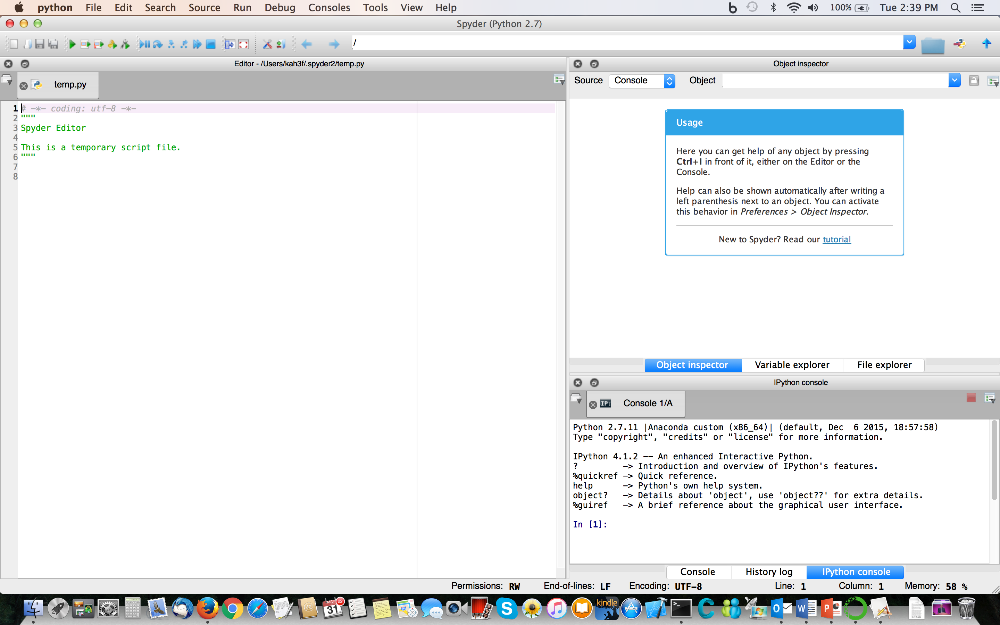 python File Edit Search Source Run Debug Consoles Tools View Help 100% Tue 2:39 PM
Spyder (Python 2.7)
/
Editor - /Users/kah3f/.spyder2/temp.py
temp.py
1 # -*- coding: utf-8 -*-
2 """
3 Spyder Editor
4
5 This is a temporary script file.
6 """
7
8
Object inspector
Source Console Object
Usage
Here you can get help of any object by pressing
Ctrl+I in front of it, either on the Editor or the
Console.
Help can also be shown automatically after writing a
left parenthesis next to an object. You can activate
this behavior in Preferences > Object Inspector.
New to Spyder? Read our tutorial
Object inspector Variable explorer File explorer
IPython console
IP: Console 1/A
Python 2.7.11 |Anaconda custom (x86_64)| (default, Dec  6 2015, 18:57:58)
Type "copyright", "credits" or "license" for more information.
IPython 4.1.2 -- An enhanced Interactive Python.
?         -> Introduction and overview of IPython's features.
%quickref -> Quick reference.
help      -> Python's own help system.
object?   -> Details about 'object', use 'object??' for extra details.
%guiref   -> A brief reference about the graphical user interface.
In [1]:
Console History log IPython console
Permissions: RW End-of-lines: LF Encoding: UTF-8 Line: 1 Column: 1 Memory: 58 %
MAY 31 22
kindle
DOCX